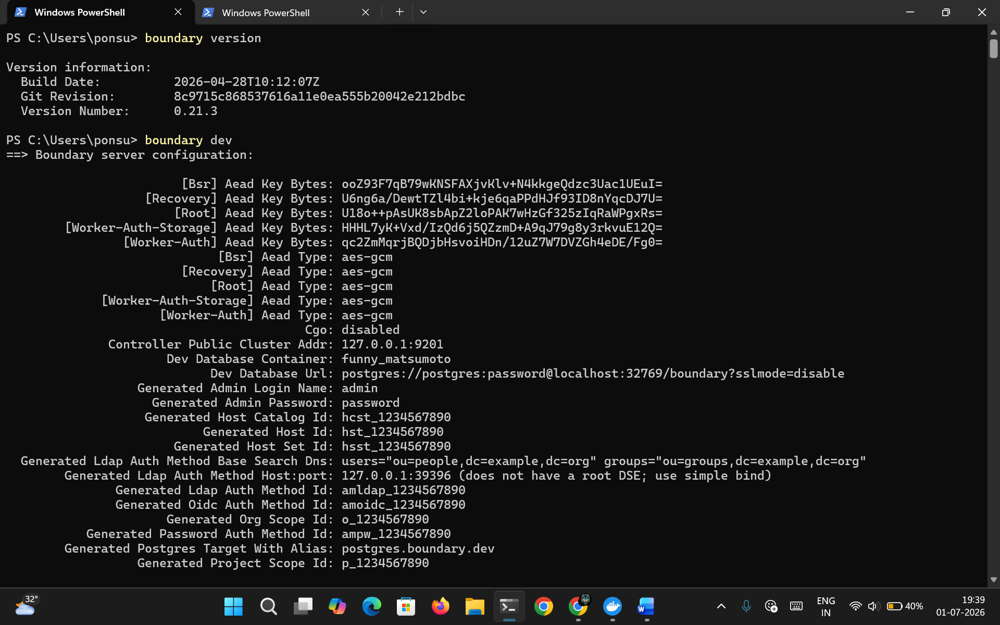 Windows PowerShell
Windows PowerShell
PS C:\Users\ponsu> boundary version
Version information:
Build Date: 2026-04-28T10:12:07Z
Git Revision: 8c9715c868537616a11e0ea555b20042e212bdbc
Version Number: 0.21.3
PS C:\Users\ponsu> boundary dev
==> Boundary server configuration:
[Bsr] Aead Key Bytes: ooZ93F7qB79wKNSFAXjvKlv+N4kkgeQdzc3Uac1UEuI=
[Recovery] Aead Key Bytes: U6ng6a/DewtTZl4bi+kje6qaPPdHJf93ID8nYqcDJ7U=
[Root] Aead Key Bytes: U18o++pAsUK8sbApZ2loPAK7wHzGf325zIqRaWPgxRs=
[Worker-Auth-Storage] Aead Key Bytes: HHHL7yK+Vxd/IzQd6j5QZzmD+A9qJ79g8y3rkvuE12Q=
[Worker-Auth] Aead Key Bytes: qc2ZmMqrjBQDjbHsvoiHDn/12uZ7W7DVZGh4eDE/Fg0=
[Bsr] Aead Type: aes-gcm
[Recovery] Aead Type: aes-gcm
[Root] Aead Type: aes-gcm
[Worker-Auth-Storage] Aead Type: aes-gcm
[Worker-Auth] Aead Type: aes-gcm
Cgo: disabled
Controller Public Cluster Addr: 127.0.0.1:9201
Dev Database Container: funny_matsumoto
Dev Database Url: postgres://postgres:password@localhost:32769/boundary?sslmode=disable
Generated Admin Login Name: admin
Generated Admin Password: password
Generated Host Catalog Id: hcst_1234567890
Generated Host Id: hst_1234567890
Generated Host Set Id: hsst_1234567890
Generated Ldap Auth Method Base Search Dns: users="ou=people,dc=example,dc=org" groups="ou=groups,dc=example,dc=org"
Generated Ldap Auth Method Host:port: 127.0.0.1:39396 (does not have a root DSE; use simple bind)
Generated Ldap Auth Method Id: amldap_1234567890
Generated Oidc Auth Method Id: amoidc_1234567890
Generated Org Scope Id: o_1234567890
Generated Password Auth Method Id: ampw_1234567890
Generated Postgres Target With Alias: postgres.boundary.dev
Generated Project Scope Id: p_1234567890
32°
ENG
IN
40%
19:39
01-07-2026